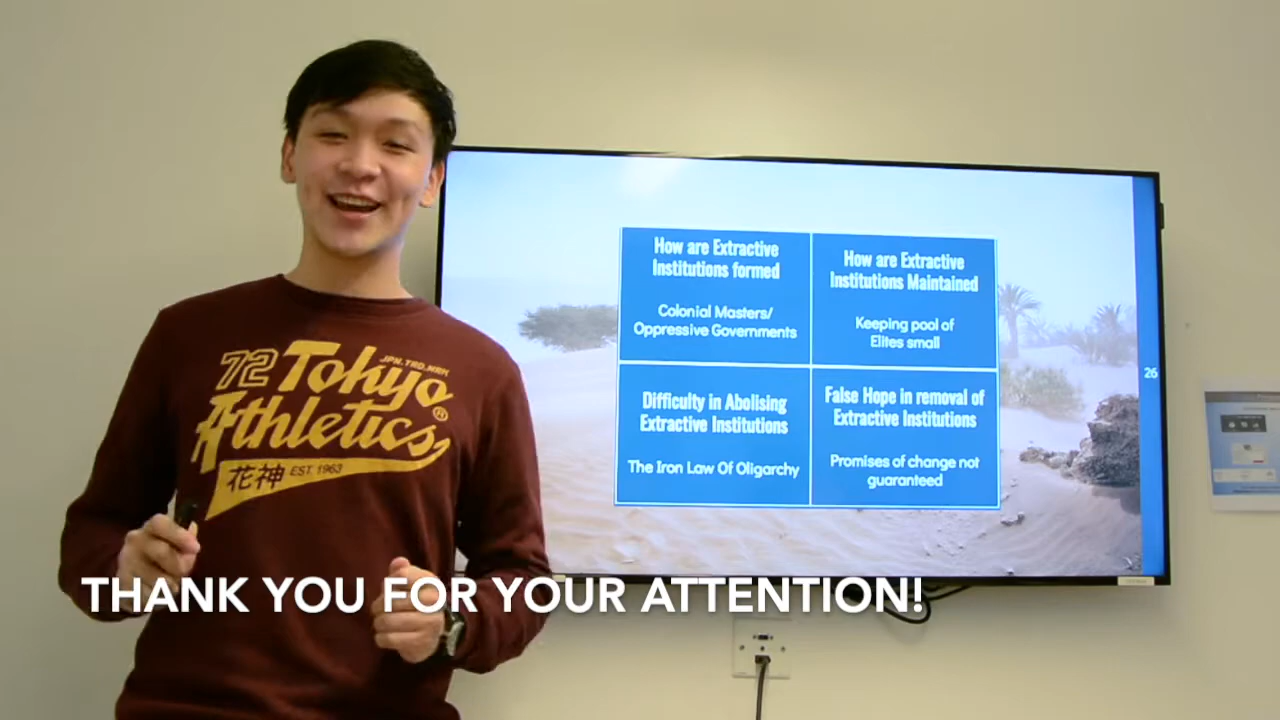 72 Tokyo
JPN.TRD.MRK
Athletics
®
花神 EST. 1963
How are Extractive
Institutions formed
Colonial Masters/
Oppressive Governments
How are Extractive
Institutions Maintained
Keeping pool of
Elites small
Difficulty in Abolising
Extractive Institutions
The Iron Law Of Oligarchy
False Hope in removal of
Extractive Institutions
Promises of change not
guaranteed
26
THANK YOU FOR YOUR ATTENTION!